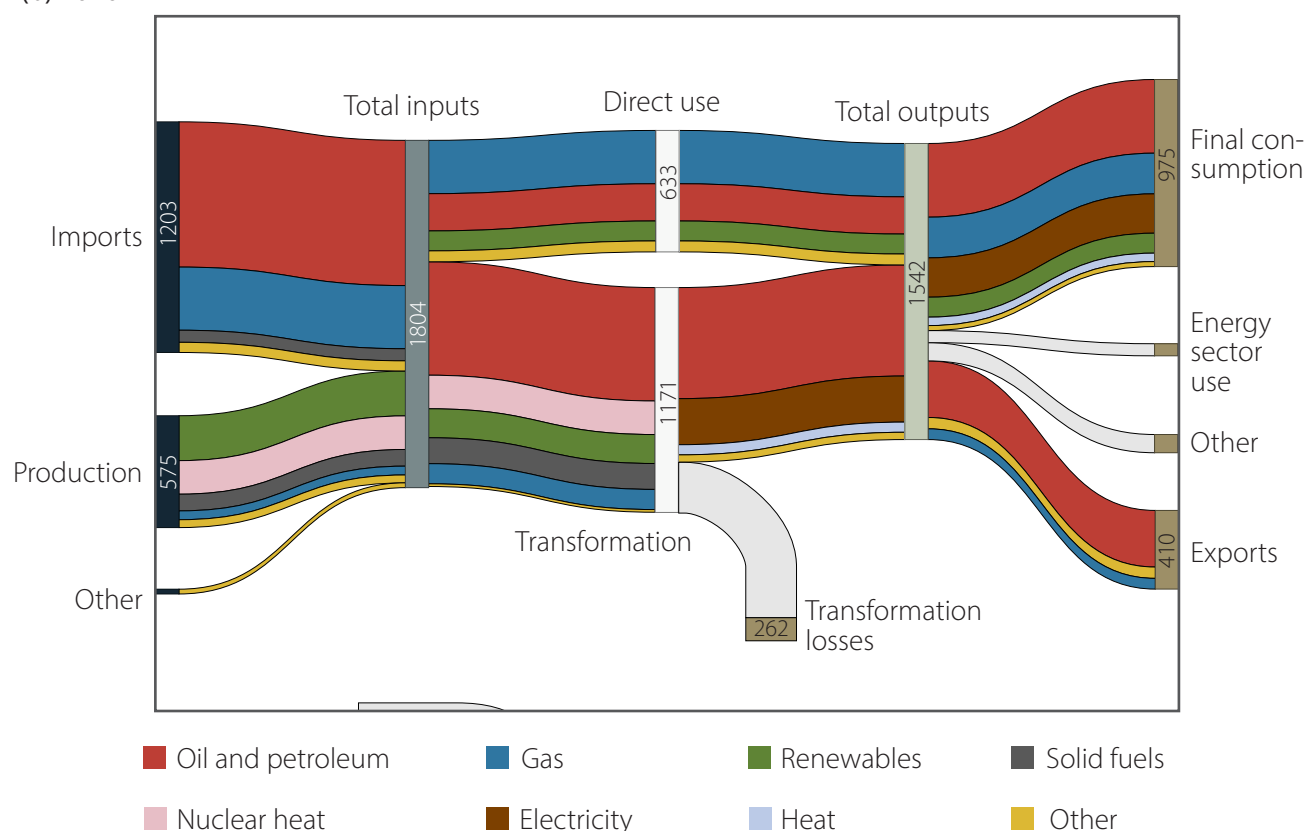 Total inputs
Direct use
Total outputs
Final con-
sumption
975
Imports
1203
633
1804
1542
Energy
sector
use
1171
Other
Production
575
Transformation
Exports
410
Other
Transformation
losses
262
Oil and petroleum
Gas
Renewables
Solid fuels
Nuclear heat
Electricity
Heat
Other